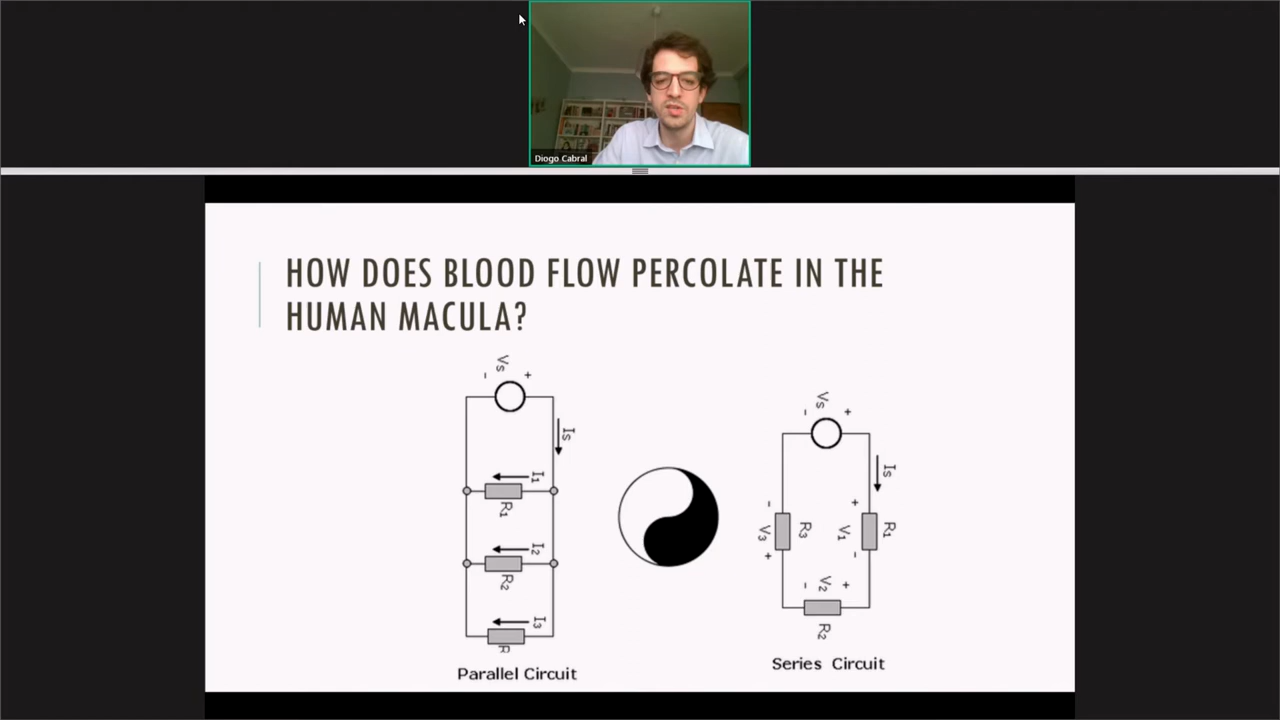 Diogo Cabral
HOW DOES BLOOD FLOW PERCOLATE IN THE
HUMAN MACULA?
Vs
- +
Is
I1
R1
I2
R2
I3
R
Parallel Circuit
Vs
- +
Is
- +
V3 R3 V1 R1
+ -
- V2 +
R2
Series Circuit